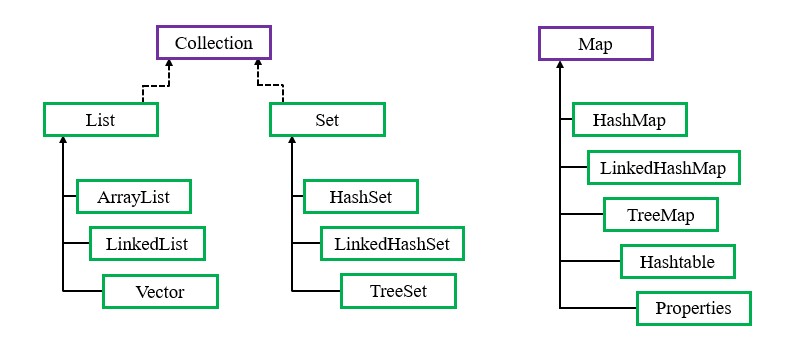 Collection
List
ArrayList
LinkedList
Vector
Set
HashSet
LinkedHashSet
TreeSet
Map
HashMap
LinkedHashMap
TreeMap
Hashtable
Properties